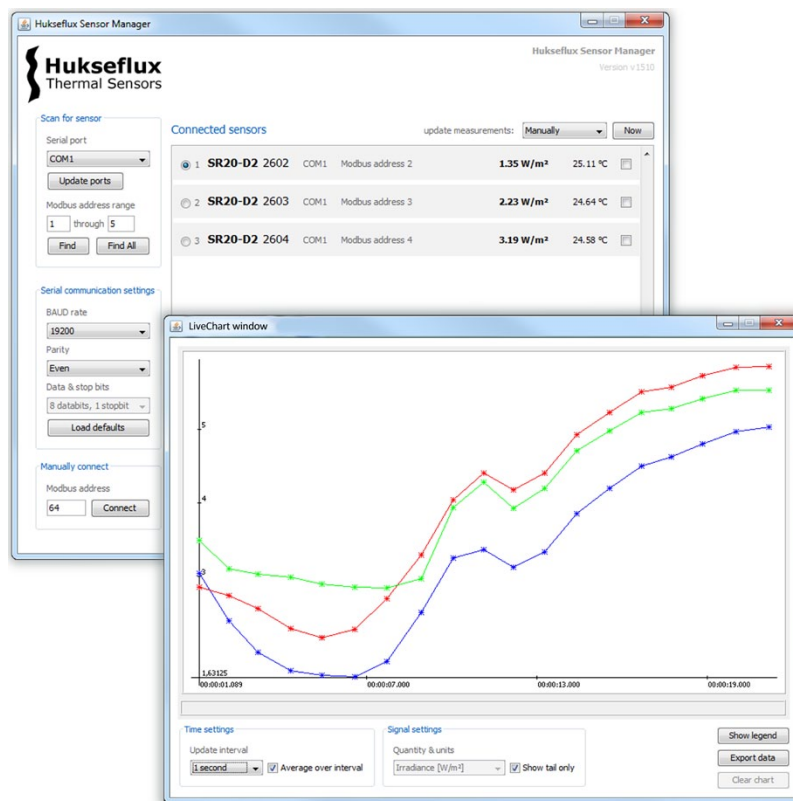 Hukseflux Sensor Manager
Hukseflux Sensor Manager
Version v1510
Hukseflux
Thermal Sensors
Scan for sensor
Serial port
COM1
Update ports
Modbus address range
1 through 5
Find Find All
Connected sensors update measurements: Manually Now
1 SR20-D2 2602 COM1 Modbus address 2 1.35 W/m² 25.11 °C
2 SR20-D2 2603 COM1 Modbus address 3 2.23 W/m² 24.64 °C
3 SR20-D2 2604 COM1 Modbus address 4 3.19 W/m² 24.58 °C
Serial communication settings
BAUD rate
19200
Parity
Even
Data & stop bits
8 databits, 1 stopbit
Load defaults
Manually connect
Modbus address
64 Connect
LiveChart window
5
4
3
1,63125
00:00:01.089 00:00:07.000 00:00:13.000 00:00:19.000
Time settings
Update interval
1 second Average over interval
Signal settings
Quantity & units
Irradiance [W/m²] Show tail only
Show legend
Export data
Clear chart